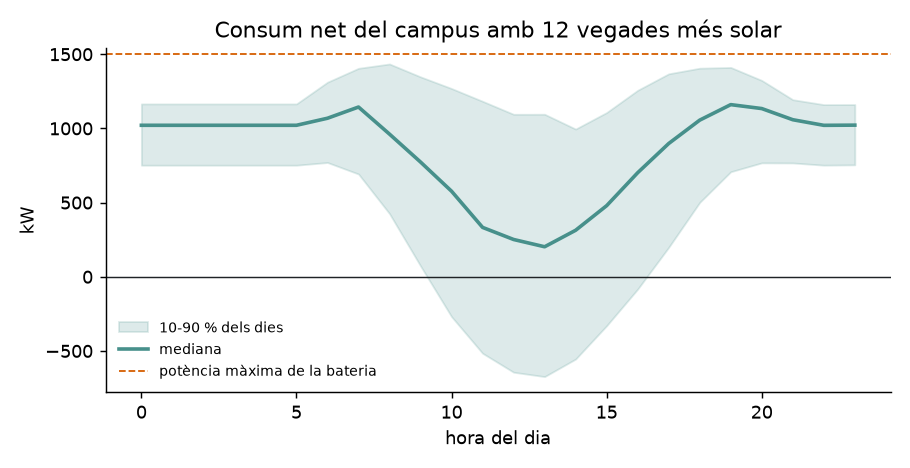 Consum net del campus amb 12 vegades més solar
kW
1500
1000
500
0
−500
10-90 % dels dies
mediana
potència màxima de la bateria
0 5 10 15 20
hora del dia